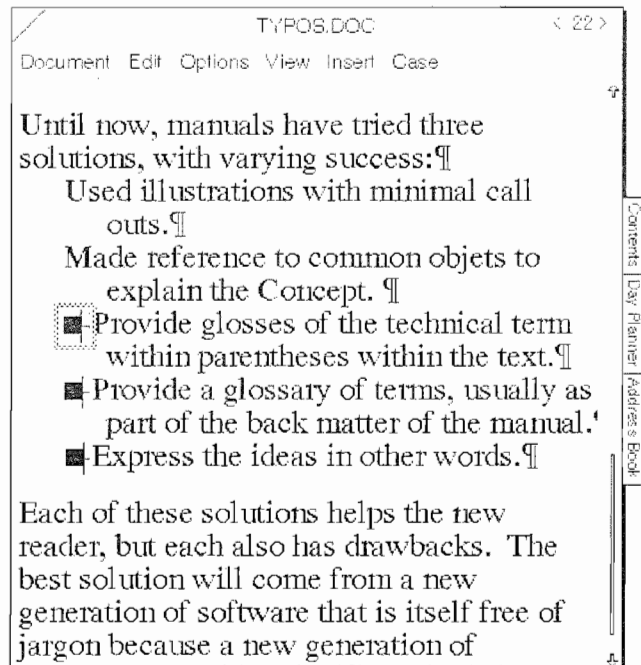 TYPOS.DOC < 22 >
Document Edit Options View Insert Case
Until now, manuals have tried three
solutions, with varying success:¶
Used illustrations with minimal call
outs.¶
Made reference to common objets to
explain the Concept. ¶
Provide glosses of the technical term
within parentheses within the text.¶
Provide a glossary of terms, usually as
part of the back matter of the manual.
Express the ideas in other words.¶
Each of these solutions helps the new
reader, but each also has drawbacks. The
best solution will come from a new
generation of software that is itself free of
jargon because a new generation of
Contents
Day Planner
Address Book